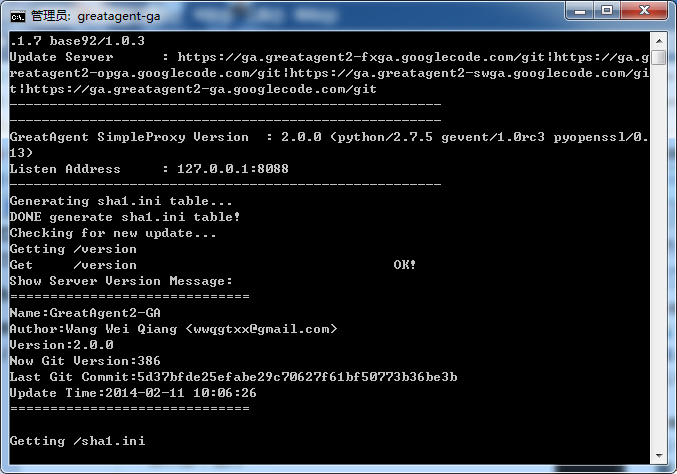 管理员: greatagent-ga
.1.7 base92/1.0.3
Update Server      : https://ga.greatagent2-fxga.googlecode.com/git|https://ga.g
reatagent2-opga.googlecode.com/git|https://ga.greatagent2-swga.googlecode.com/gi
t|https://ga.greatagent2-ga.googlecode.com/git
------------------------------------------------------
------------------------------------------------------
GreatAgent SimpleProxy Version  : 2.0.0 (python/2.7.5 gevent/1.0rc3 pyopenssl/0.
13)
Listen Address     : 127.0.0.1:8088
------------------------------------------------------
Generating sha1.ini table...
DONE generate sha1.ini table!
Checking for new update...
Getting /version
Get     /version                                OK!
Show Server Version Message:
==============================
Name:GreatAgent2-GA
Author:Wang Wei Qiang <wwqgtxx@gmail.com>
Version:2.0.0
Now Git Version:386
Last Git Commit:5d37bfde25efabe29c70627f61bf50773b36be3b
Update Time:2014-02-11 10:06:26
==============================
Getting /sha1.ini